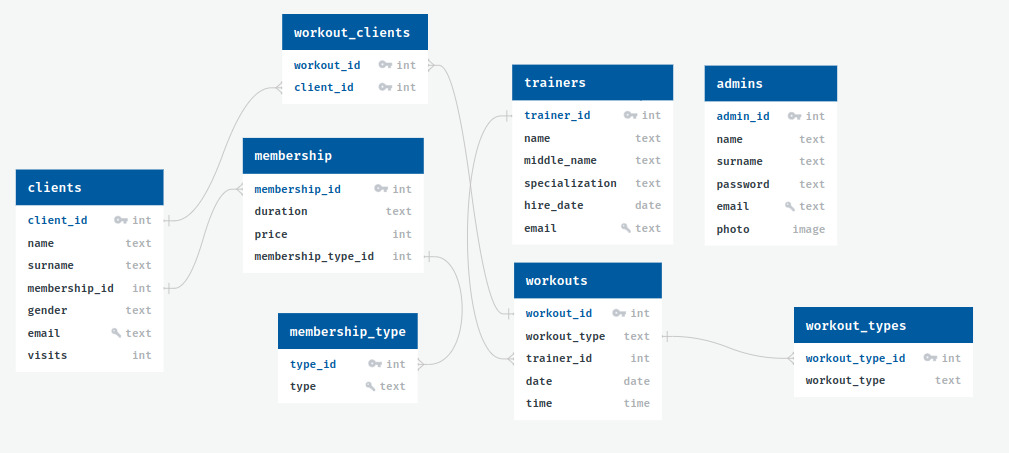 workout_clients
workout_id int
client_id int
membership
membership_id int
duration text
price int
membership_type_id int
clients
client_id int
name text
surname text
membership_id int
gender text
email text
visits int
membership_type
type_id int
type text
trainers
trainer_id int
name text
middle_name text
specialization text
hire_date date
email text
admins
admin_id int
name text
surname text
password text
email text
photo image
workouts
workout_id int
workout_type text
trainer_id int
date date
time time
workout_types
workout_type_id int
workout_type text